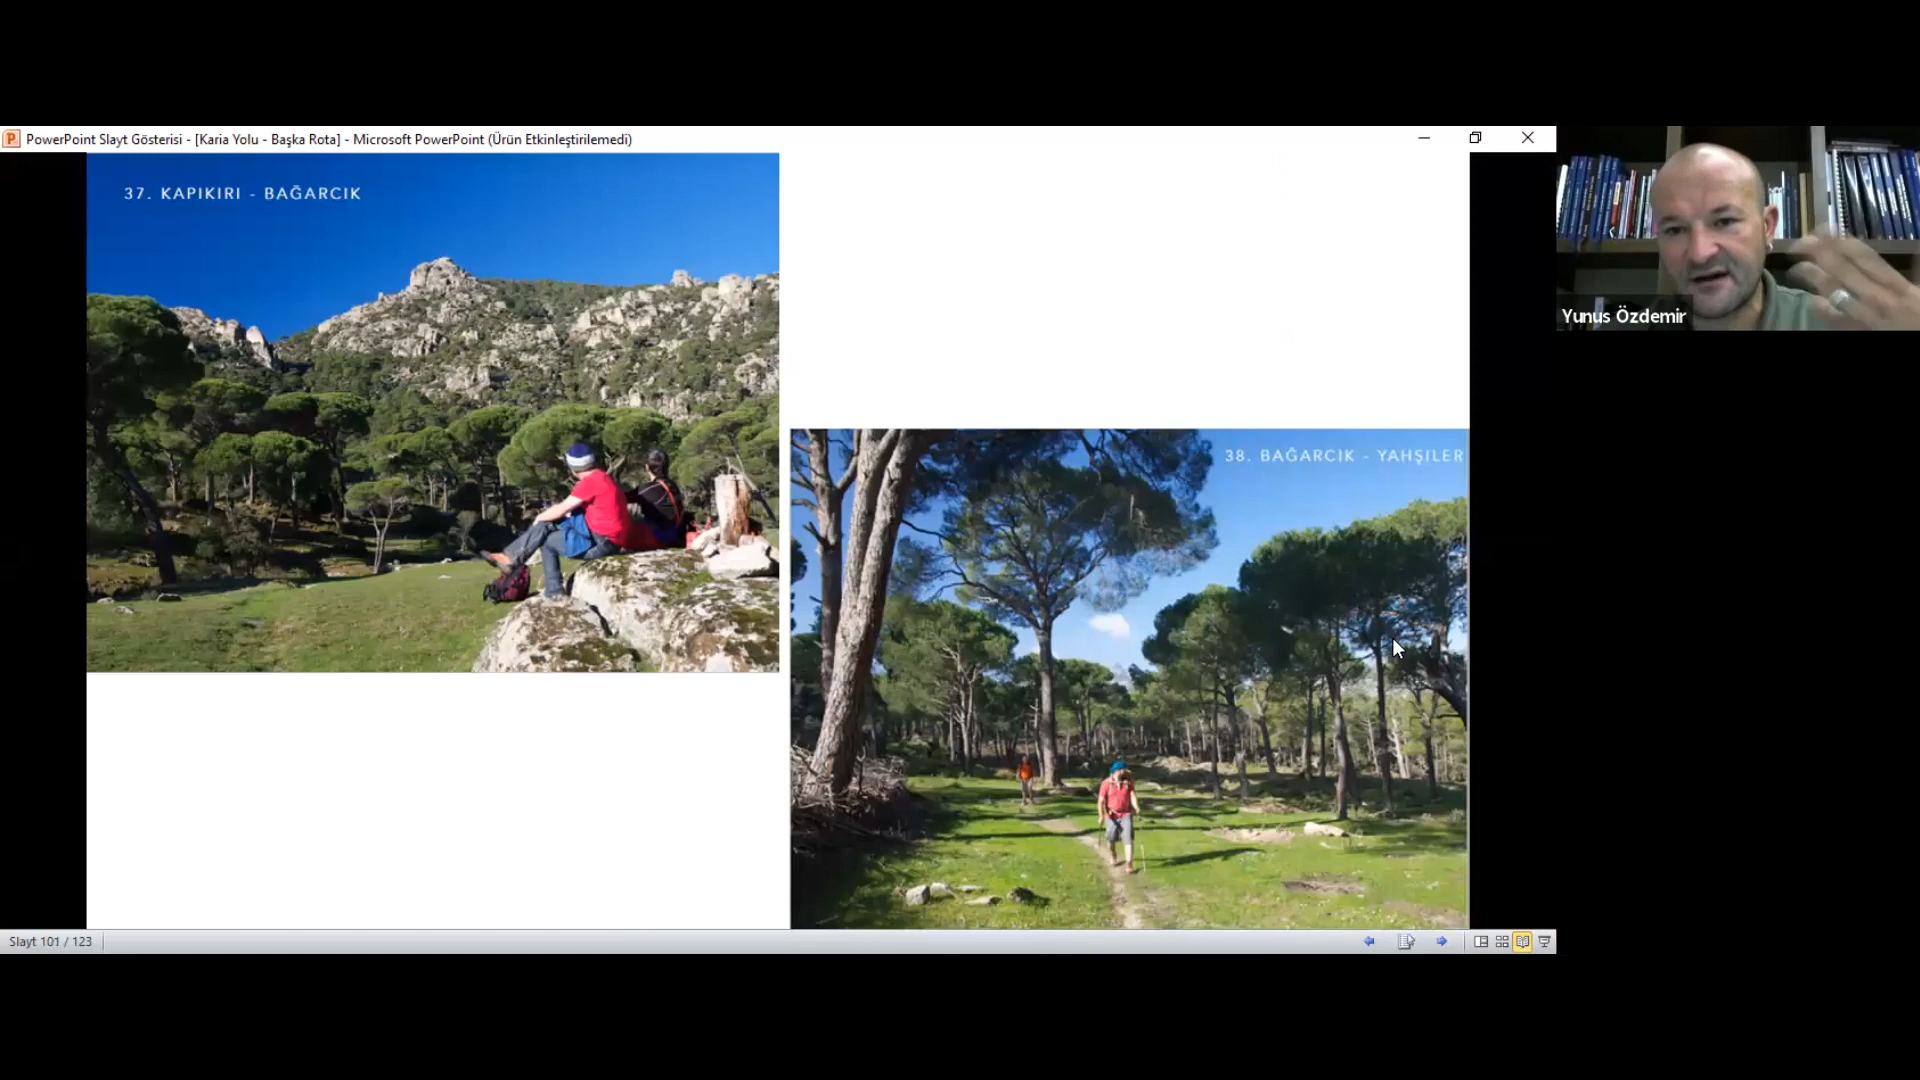 PowerPoint Slayt Gösterisi - [Karia Yolu - Başka Rota] - Microsoft PowerPoint (Ürün Etkinleştirilemedi)
37. KAPIKIRI - BAĞARCIK
38. BAĞARCIK - YAHŞILER
Yunus Özdemir
Slayt 101 / 123